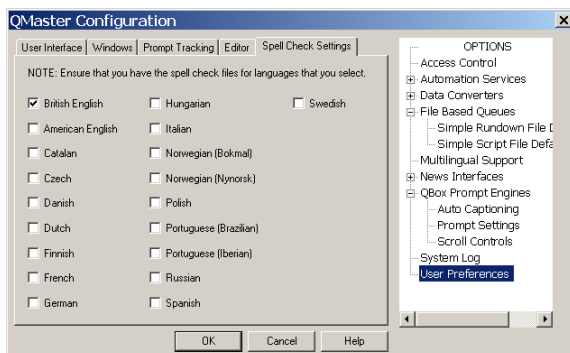 QMaster Configuration
User Interface Windows Prompt Tracking Editor Spell Check Settings
NOTE: Ensure that you have the spell check files for languages that you select.
British English Hungarian Swedish
American English Italian
Catalan Norwegian (Bokmal)
Czech Norwegian (Nynorsk)
Danish Polish
Dutch Portuguese (Brazilian)
Finnish Portuguese (Iberian)
French Russian
German Spanish
OK Cancel Help
OPTIONS
Access Control
Automation Services
Data Converters
File Based Queues
Simple Rundown File D
Simple Script File Defa
Multilingual Support
News Interfaces
QBox Prompt Engines
Auto Captioning
Prompt Settings
Scroll Controls
System Log
User Preferences